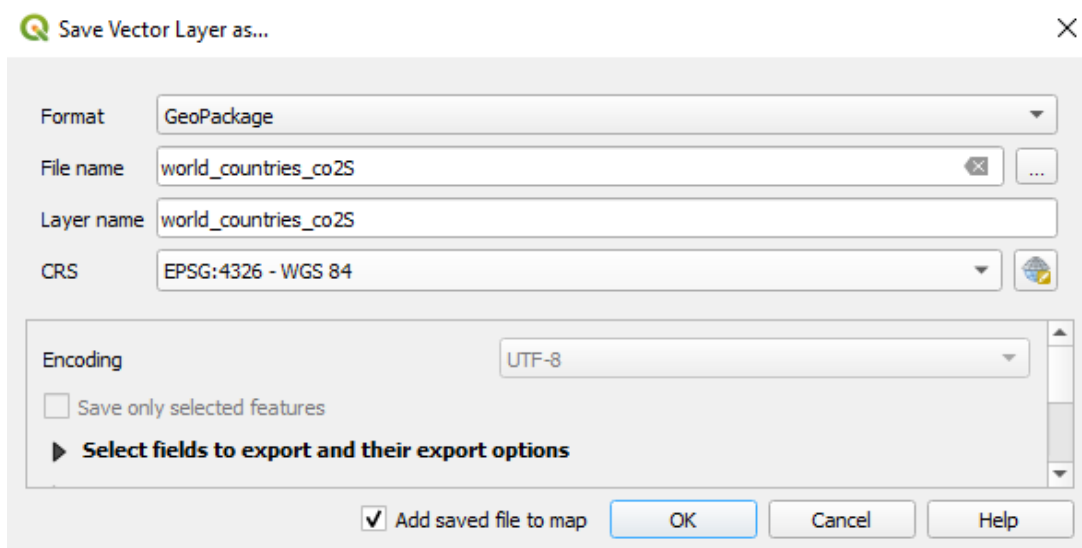 Save Vector Layer as...
Format GeoPackage
File name world_countries_co2S ...
Layer name world_countries_co2S
CRS EPSG:4326 - WGS 84
Encoding UTF-8
Save only selected features
Select fields to export and their export options
Add saved file to map OK Cancel Help